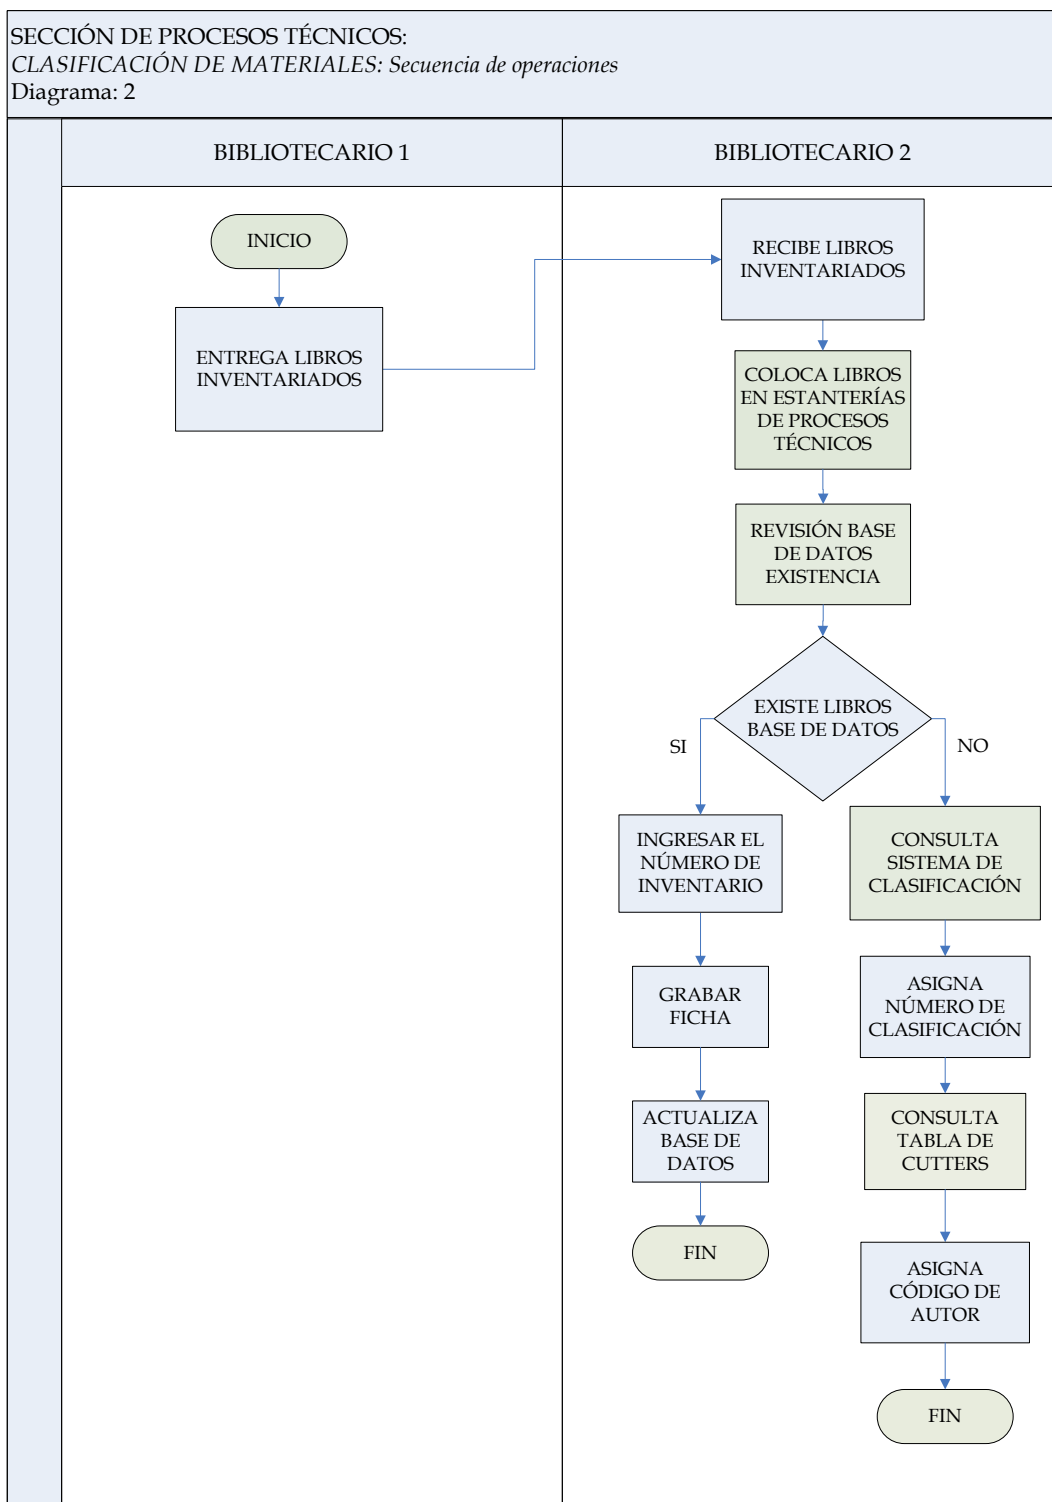 SECCIÓN DE PROCESOS TÉCNICOS:
CLASIFICACIÓN DE MATERIALES: Secuencia de operaciones
Diagrama: 2
BIBLIOTECARIO 1
BIBLIOTECARIO 2
INICIO
ENTREGA LIBROS
INVENTARIADOS
RECIBE LIBROS
INVENTARIADOS
COLOCA LIBROS
EN ESTANTERÍAS
DE PROCESOS
TÉCNICOS
REVISIÓN BASE
DE DATOS
EXISTENCIA
EXISTE LIBROS
BASE DE DATOS
SI
NO
INGRESAR EL
NÚMERO DE
INVENTARIO
GRABAR
FICHA
ACTUALIZA
BASE DE
DATOS
FIN
CONSULTA
SISTEMA DE
CLASIFICACIÓN
ASIGNA
NÚMERO DE
CLASIFICACIÓN
CONSULTA
TABLA DE
CUTTERS
ASIGNA
CÓDIGO DE
AUTOR
FIN